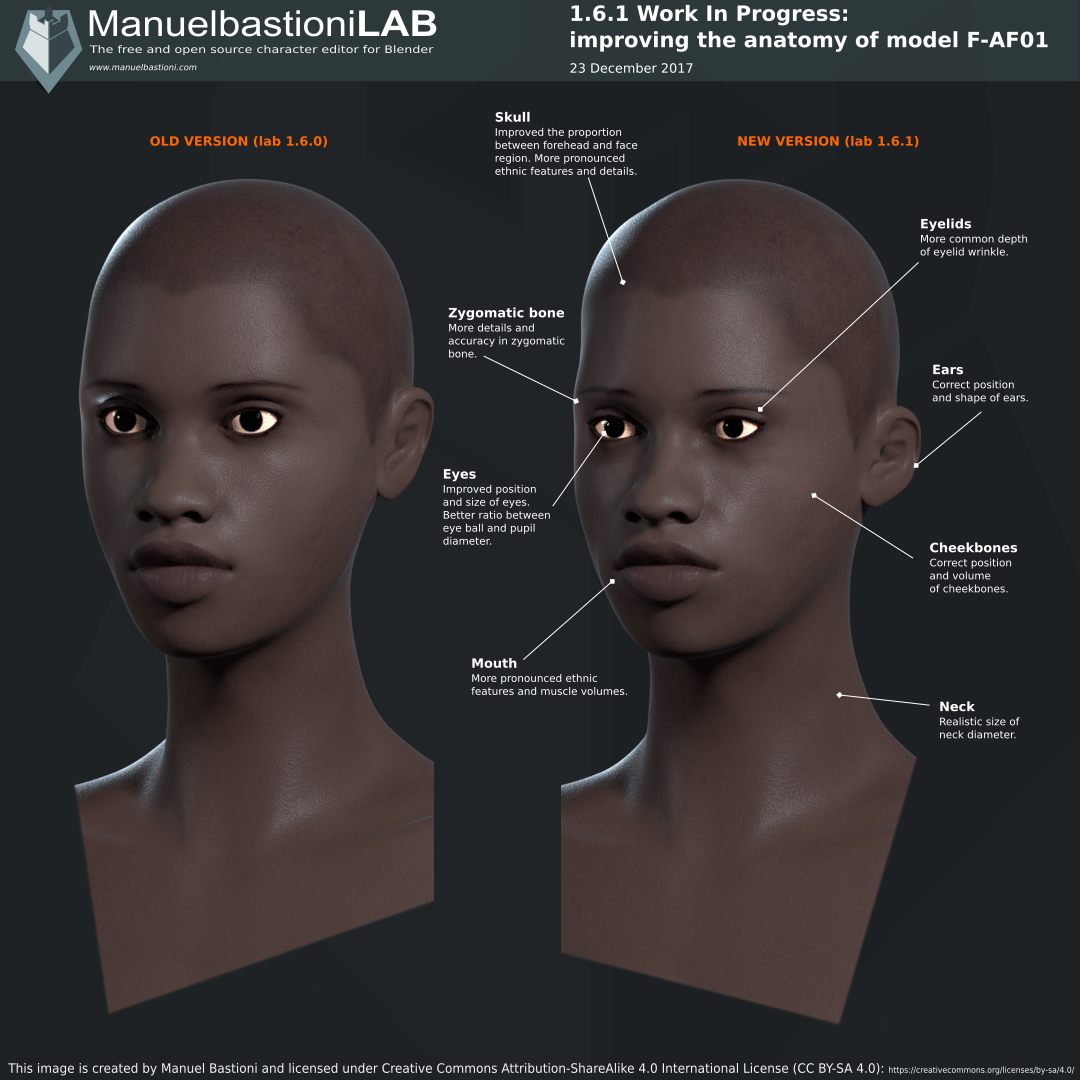 ManuelbastioniLAB
The free and open source character editor for Blender
www.manuelbastioni.com
1.6.1 Work In Progress:
improving the anatomy of model F-AF01
23 December 2017
OLD VERSION (lab 1.6.0)
NEW VERSION (lab 1.6.1)
Skull
Improved the proportion
between forehead and face
region. More pronounced
ethnic features and details.
Eyelids
More common depth
of eyelid wrinkle.
Zygomatic bone
More details and
accuracy in zygomatic
bone.
Ears
Correct position
and shape of ears.
Eyes
Improved position
and size of eyes.
Better ratio between
eye ball and pupil
diameter.
Cheekbones
Correct position
and volume
of cheekbones.
Mouth
More pronounced ethnic
features and muscle volumes.
Neck
Realistic size of
neck diameter.
This image is created by Manuel Bastioni and licensed under Creative Commons Attribution-ShareAlike 4.0 International License (CC BY-SA 4.0): https://creativecommons.org/licenses/by-sa/4.0/